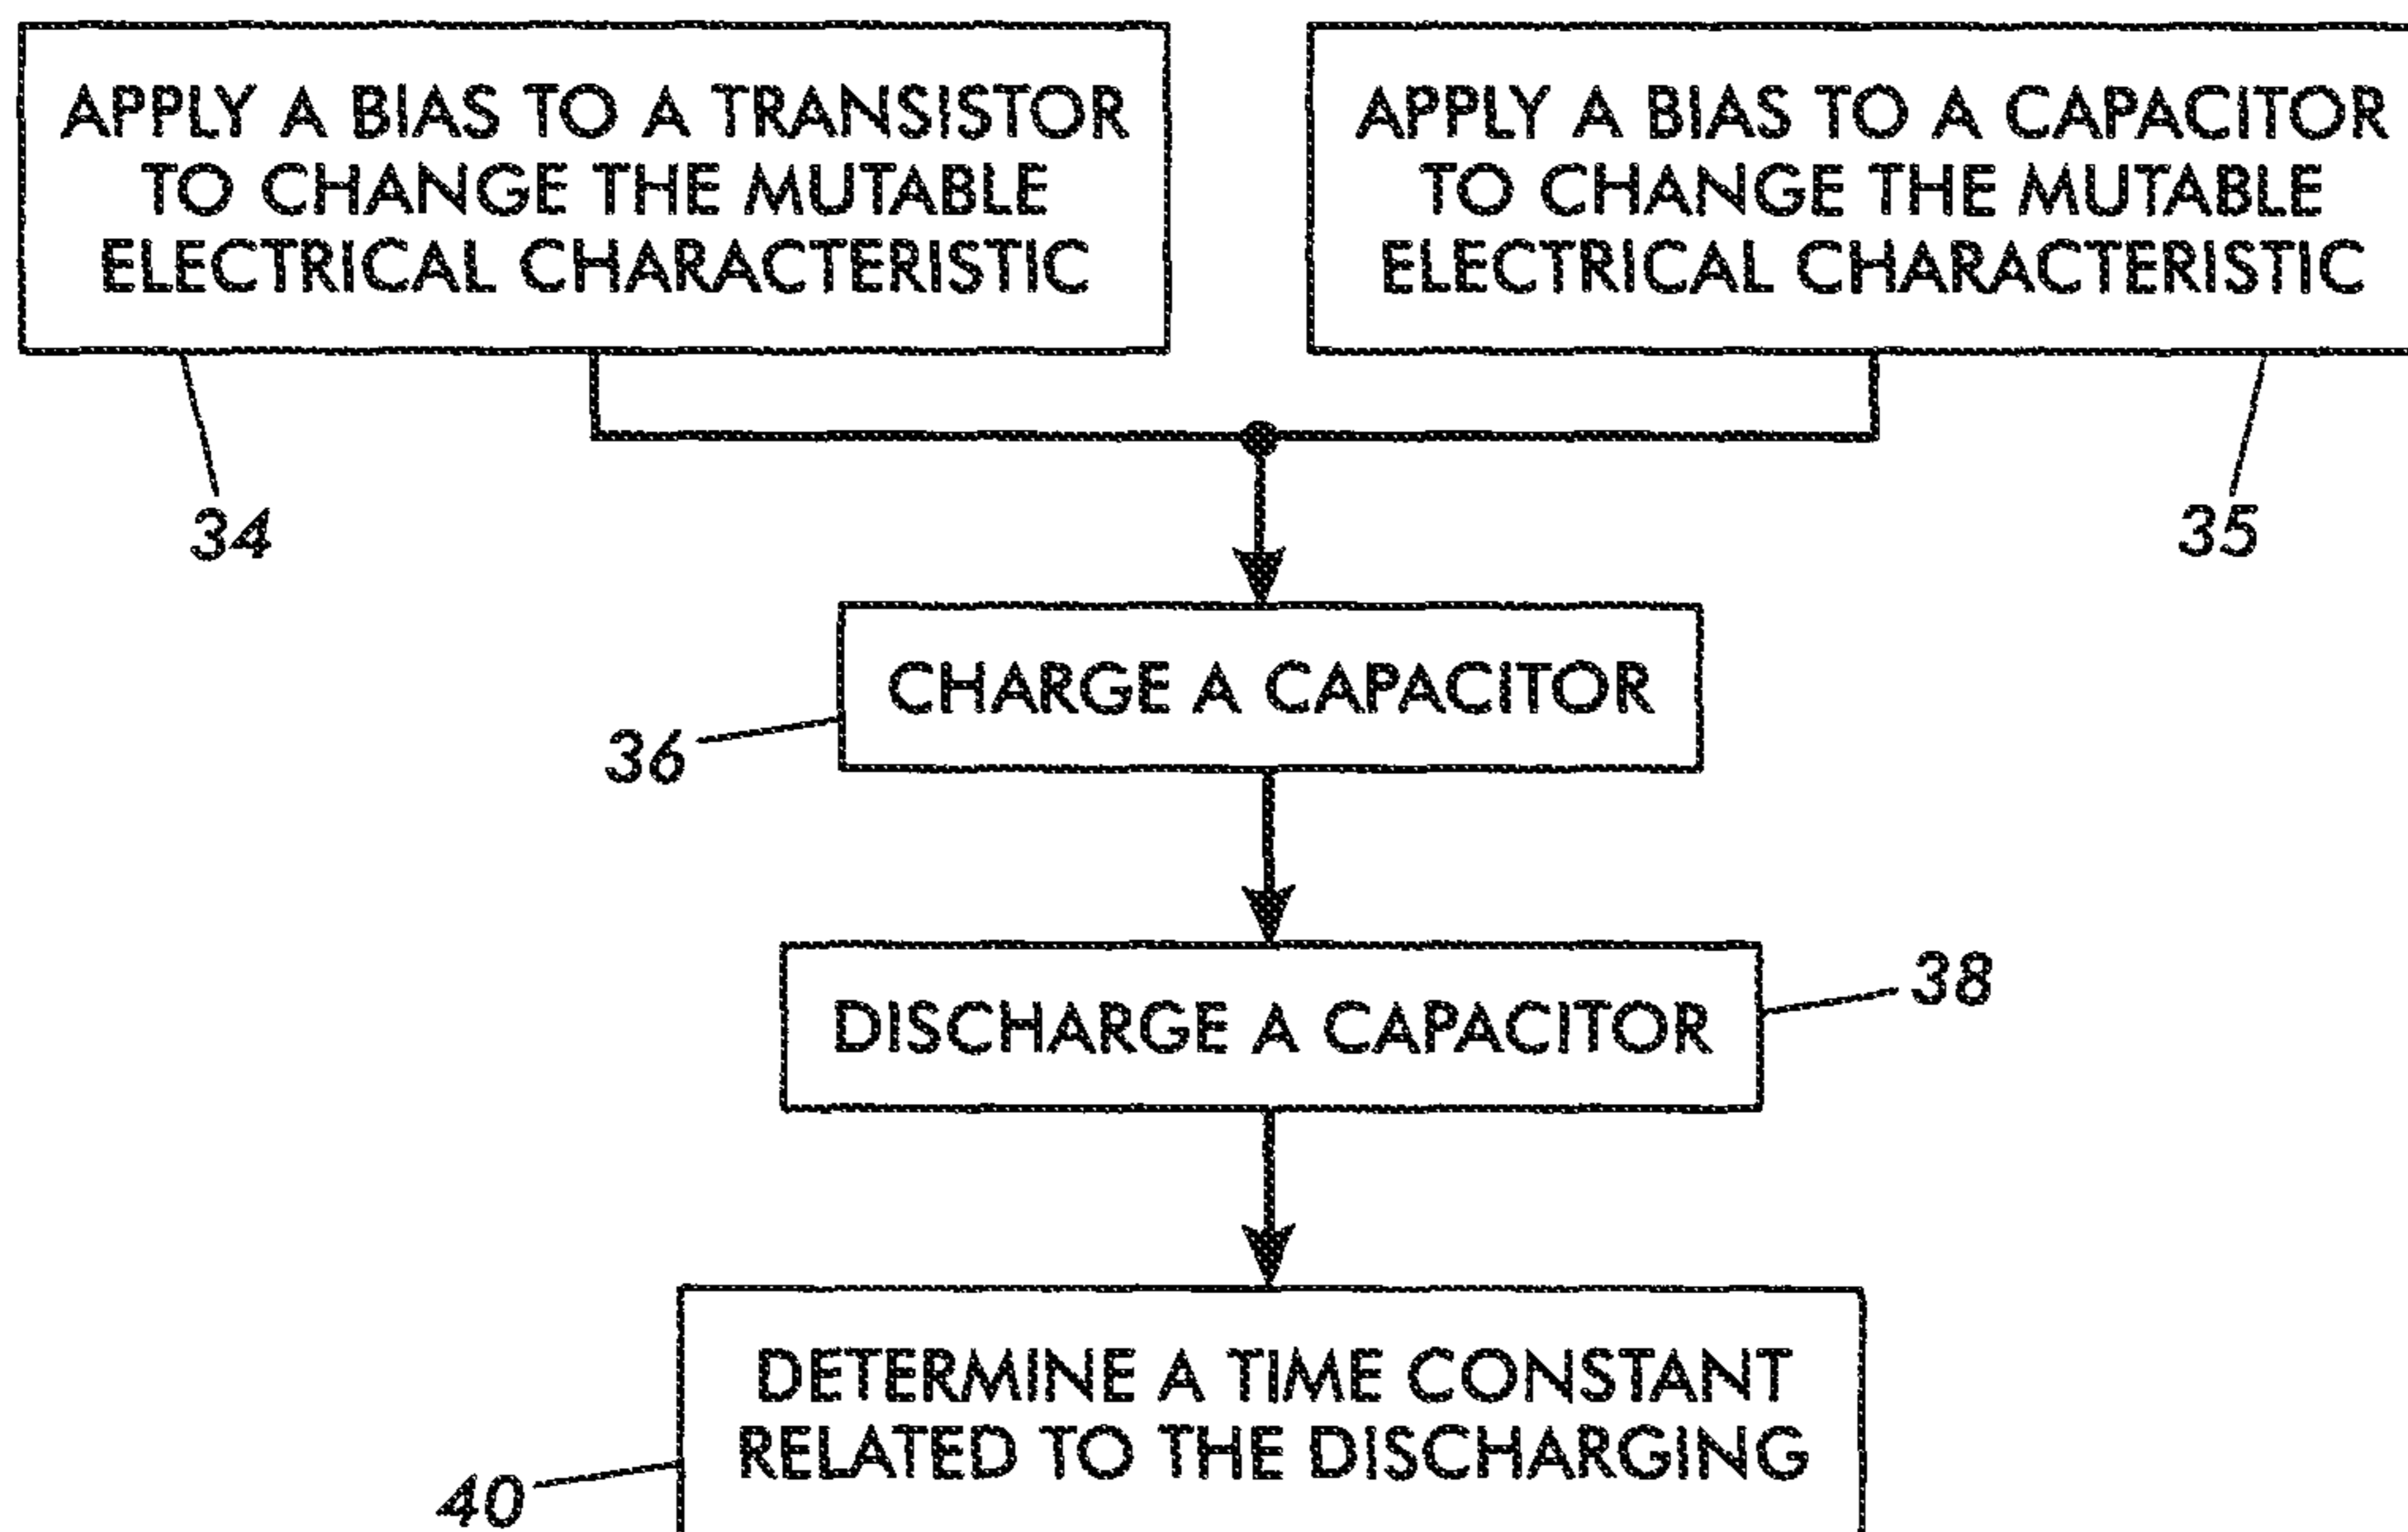 APPLY A BIAS TO A TRANSISTOR
TO CHANGE THE MUTABLE
ELECTRICAL CHARACTERISTIC
APPLY A BIAS TO A CAPACITOR
TO CHANGE THE MUTABLE
ELECTRICAL CHARACTERISTIC
34
35
CHARGE A CAPACITOR
36
DISCHARGE A CAPACITOR
38
DETERMINE A TIME CONSTANT
RELATED TO THE DISCHARGING
40